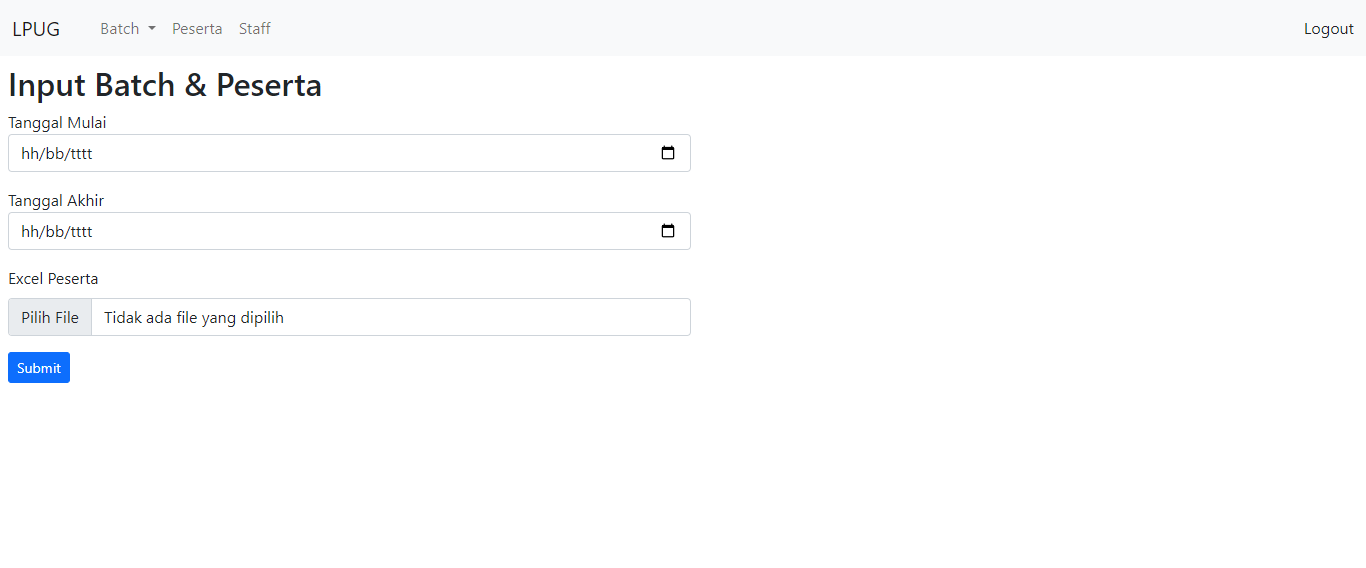 LPUG Batch Peserta Staff Logout
Input Batch & Peserta
Tanggal Mulai
hh/bb/tttt
Tanggal Akhir
hh/bb/tttt
Excel Peserta
Pilih File Tidak ada file yang dipilih
Submit